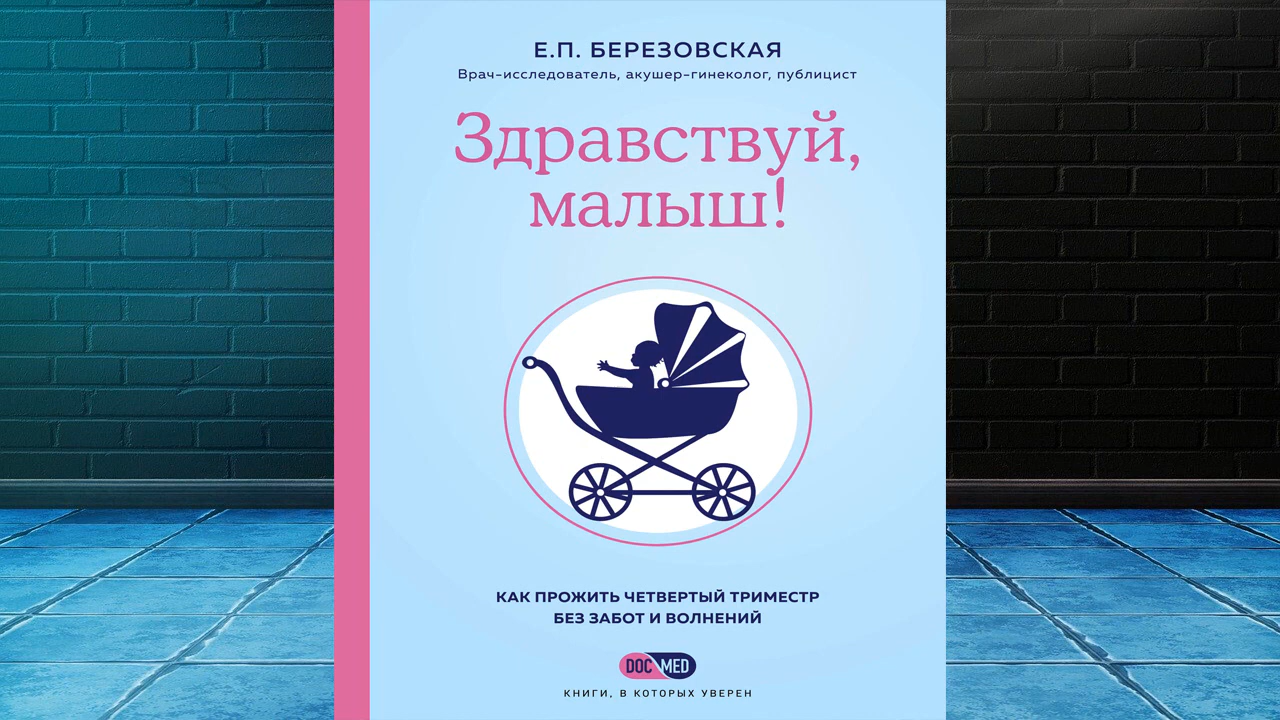 Е.П. БЕРЕЗОВСКАЯ
Врач-исследователь, акушер-гинеколог, публицист
Здравствуй,
малыш!
КАК ПРОЖИТЬ ЧЕТВЕРТЫЙ ТРИМЕСТР
БЕЗ ЗАБОТ И ВОЛНЕНИЙ
DOC MED
КНИГИ, В КОТОРЫХ УВЕРЕН